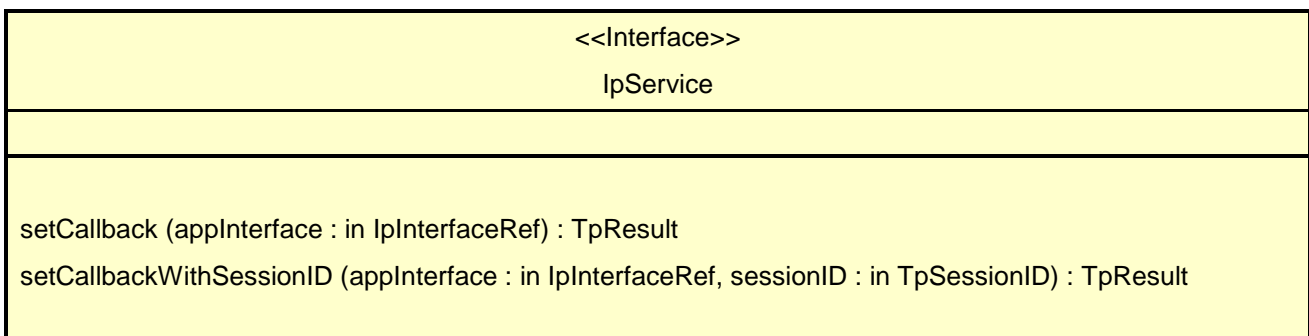 <<Interface>>
IpService
setCallback (appInterface : in IpInterfaceRef) : TpResult
setCallbackWithSessionID (appInterface : in IpInterfaceRef, sessionID : in TpSessionID) : TpResult